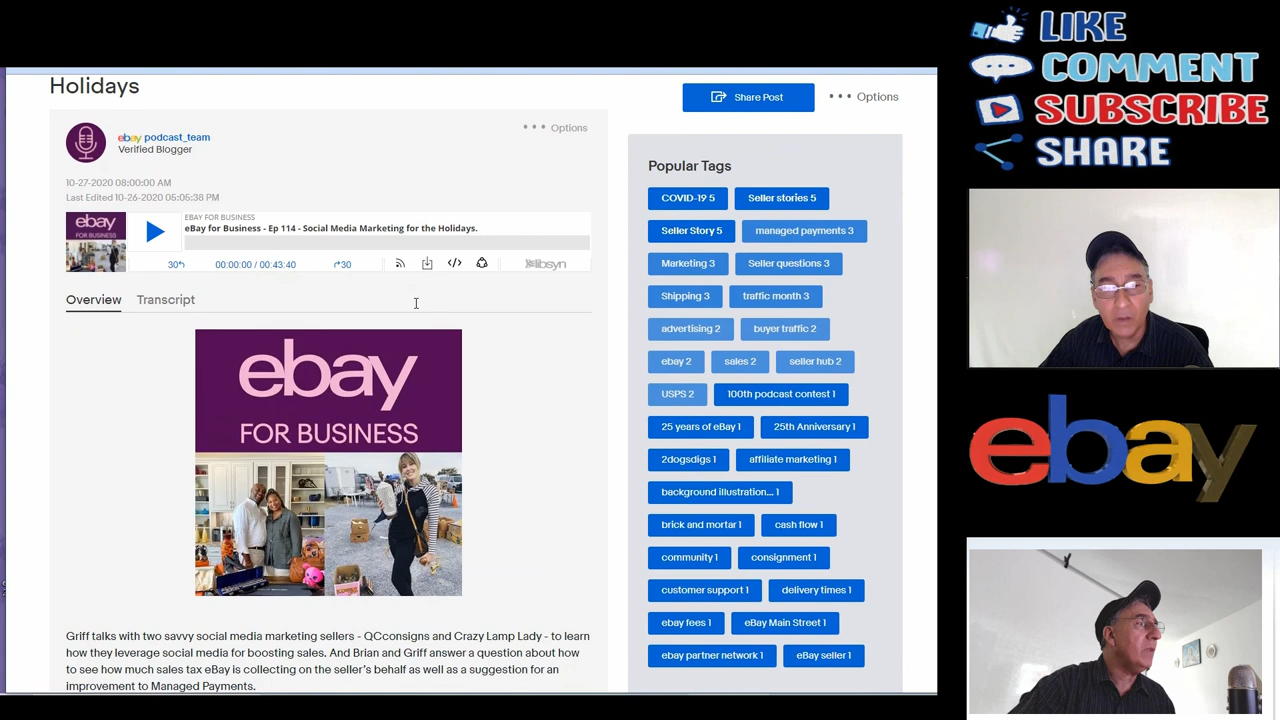 Holidays
Share Post
Options
ebay podcast_team
Verified Blogger
Options
10-27-2020 08:00:00 AM
Last Edited 10-26-2020 05:05:38 PM
ebay
FOR BUSINESS
EBAY FOR BUSINESS
eBay for Business - Ep 114 - Social Media Marketing for the Holidays.
30
00:00:00 / 00:43:40
30
libsyn
Overview
Transcript
ebay
FOR BUSINESS
Griff talks with two savvy social media marketing sellers - QCconsigns and Crazy Lamp Lady - to learn
how they leverage social media for boosting sales. And Brian and Griff answer a question about how
to see how much sales tax eBay is collecting on the seller's behalf as well as a suggestion for an
improvement to Managed Payments.
Popular Tags
COVID-19 5
Seller stories 5
Seller Story 5
managed payments 3
Marketing 3
Seller questions 3
Shipping 3
traffic month 3
advertising 2
buyer traffic 2
ebay 2
sales 2
seller hub 2
USPS 2
100th podcast contest 1
25 years of eBay 1
25th Anniversary 1
2dogsdigs 1
affiliate marketing 1
background illustration... 1
brick and mortar 1
cash flow 1
community 1
consignment 1
customer support 1
delivery times 1
ebay fees 1
eBay Main Street 1
ebay partner network 1
eBay seller 1
LIKE
COMMENT
SUBSCRIBE
SHARE
ebay